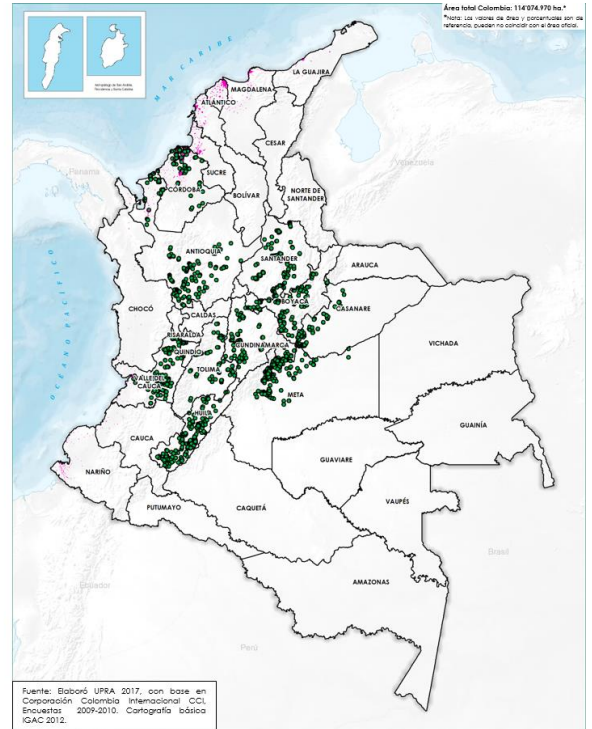 Área total Colombia: 114'074.970 ha.*
*Nota: Los valores de área y porcentuales son de
referencia, pueden no coincidir con el área oficial.
MAR CARIBE
LA GUAJIRA
MAGDALENA
ATLÁNTICO
CESAR
Panamá
Venezuela
SUCRE
CÓRDOBA
BOLÍVAR
NORTE DE
SANTANDER
ANTIOQUIA
SANTANDER
ARAUCA
OCÉANO PACÍFICO
CHOCÓ
BOYACÁ
CASANARE
CALDAS
RISARALDA
CUNDINAMARCA
VICHADA
QUINDÍO
TOLIMA
VALLE DEL
CAUCA
META
HUILA
GUAINÍA
CAUCA
GUAVIARE
NARIÑO
VAUPÉS
PUTUMAYO
CAQUETÁ
Brasil
AMAZONAS
Ecuador
Perú
Fuente: Elaboró UPRA 2017, con base en
Corporación Colombia Internacional CCI,
Encuestas 2009-2010. Cartografía básica
IGAC 2012.